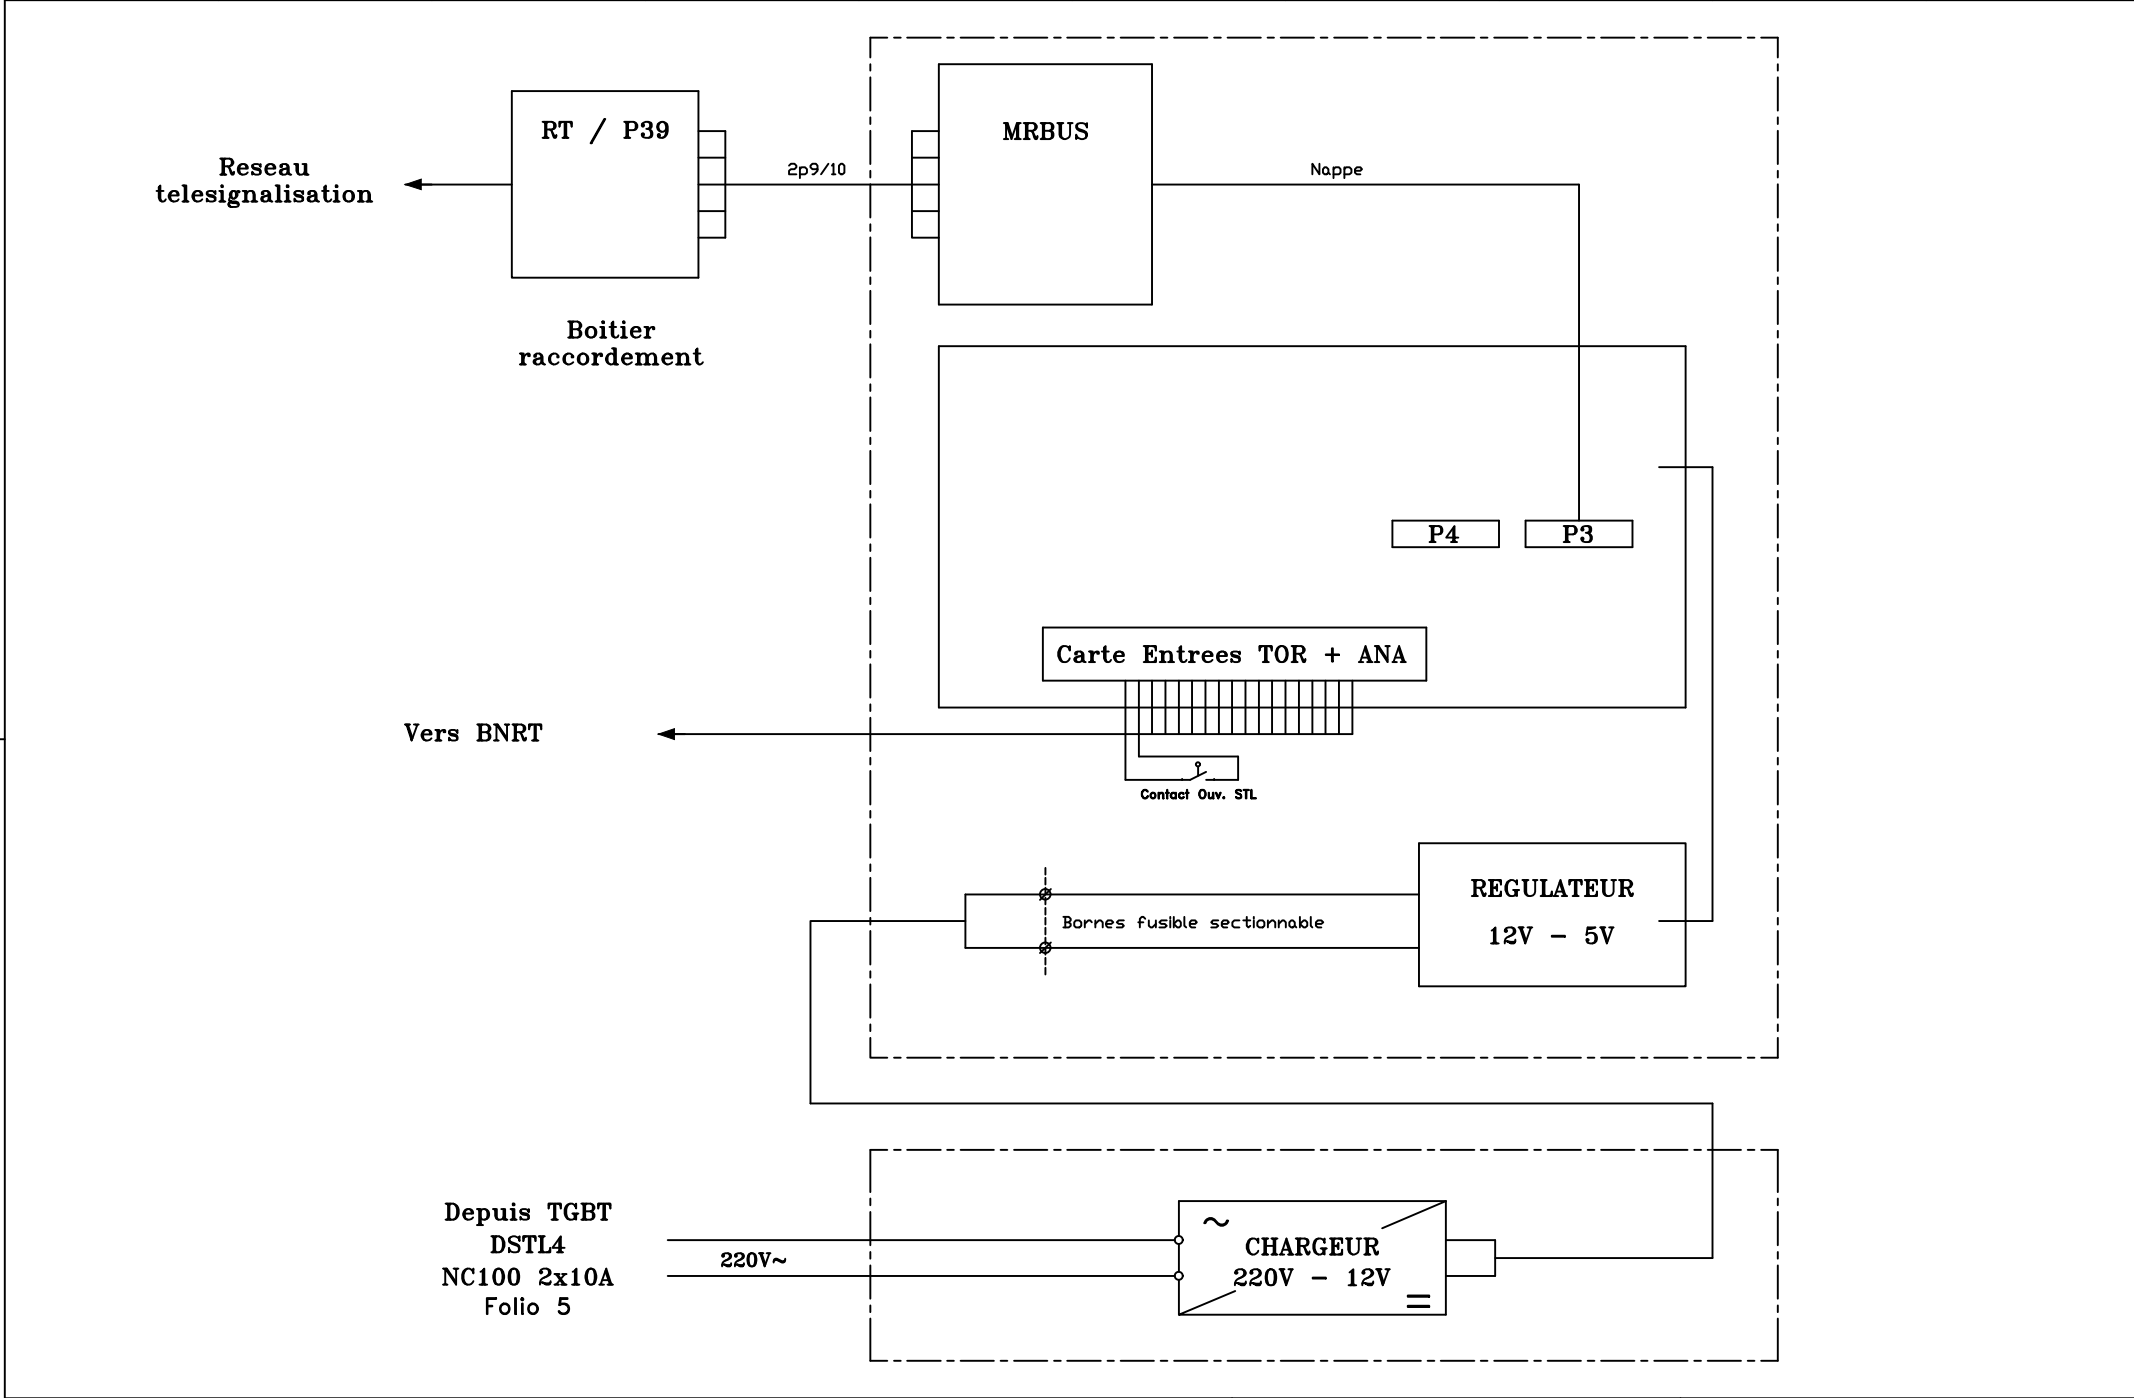 RT / P39
MRBUS
Reseau
telesignalisation
2p9/10
Nappe
Boitier
raccordement
P4
P3
Carte Entrees TOR + ANA
Vers BNRT
Contact Ouv. STL
REGULATEUR
12V - 5V
Bornes fusible sectionnable
Depuis TGBT
DSTL4
NC100 2x10A
Folio 5
220V~
~
CHARGEUR
220V - 12V
=